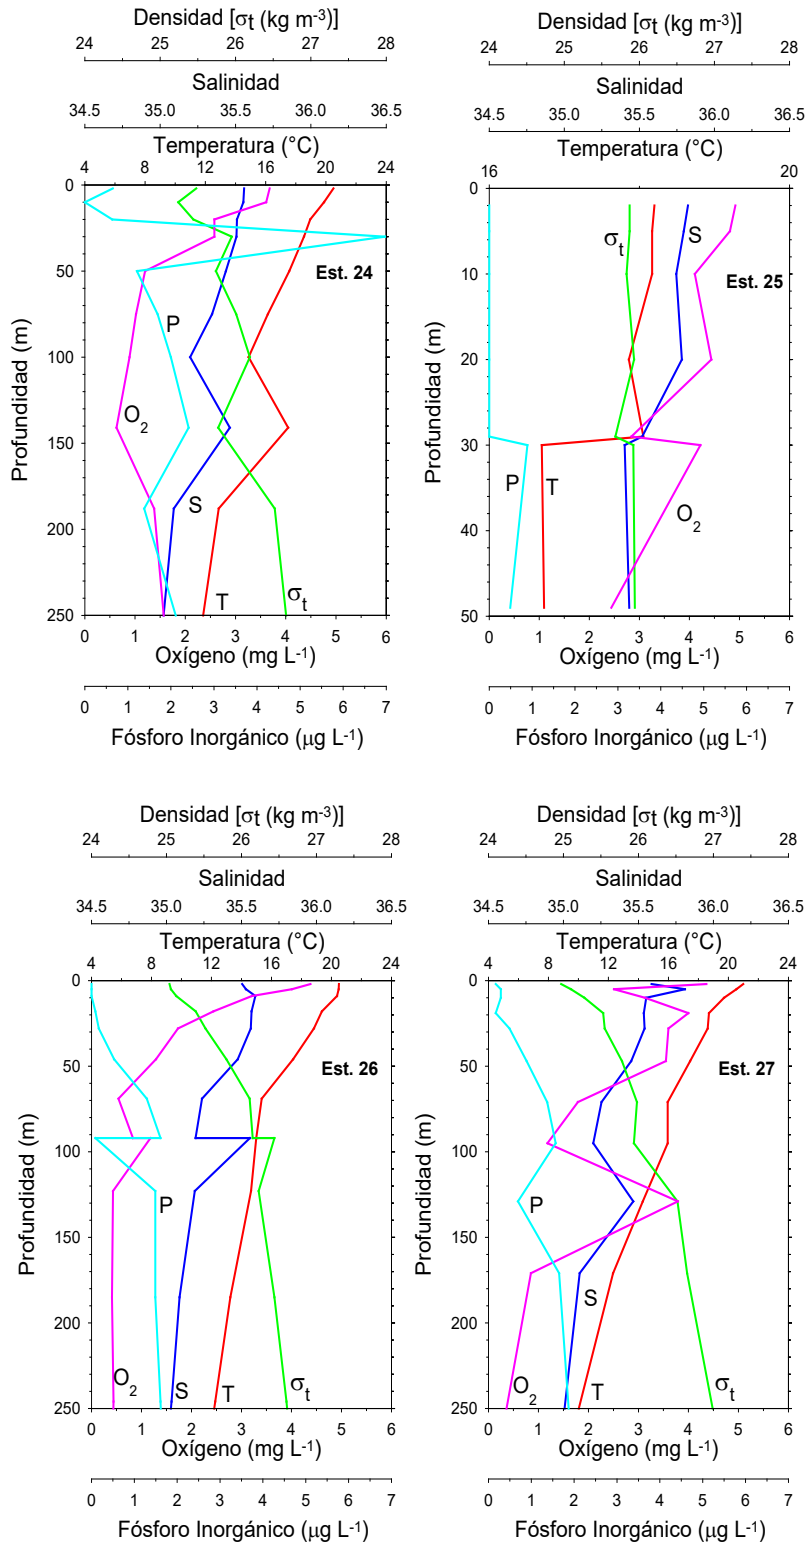 Densidad [σt (kg m-3)]
24 25 26 27 28
Salinidad
34.5 35.0 35.5 36.0 36.5
Temperatura (°C)
4 8 12 16 20 24
0
50
100
150
200
250
Profundidad (m)
Est. 24
P
O2
S
T
σt
0 1 2 3 4 5 6
Oxígeno (mg L-1)
0 1 2 3 4 5 6 7
Fósforo Inorgánico (μg L-1)
Densidad [σt (kg m-3)]
24 25 26 27 28
Salinidad
34.5 35.0 35.5 36.0 36.5
Temperatura (°C)
16 20
0
10
20
30
40
50
Profundidad (m)
σt
S
Est. 25
P
T
O2
0 1 2 3 4 5 6
Oxígeno (mg L-1)
0 1 2 3 4 5 6 7
Fósforo Inorgánico (μg L-1)
Densidad [σt (kg m-3)]
24 25 26 27 28
Salinidad
34.5 35.0 35.5 36.0 36.5
Temperatura (°C)
4 8 12 16 20 24
0
50
100
150
200
250
Profundidad (m)
Est. 26
P
O2
S
T
σt
0 1 2 3 4 5 6
Oxígeno (mg L-1)
0 1 2 3 4 5 6 7
Fósforo Inorgánico (μg L-1)
Densidad [σt (kg m-3)]
24 25 26 27 28
Salinidad
34.5 35.0 35.5 36.0 36.5
Temperatura (°C)
4 8 12 16 20 24
0
50
100
150
200
250
Profundidad (m)
Est. 27
P
S
O2
T
σt
0 1 2 3 4 5 6
Oxígeno (mg L-1)
0 1 2 3 4 5 6 7
Fósforo Inorgánico (μg L-1)